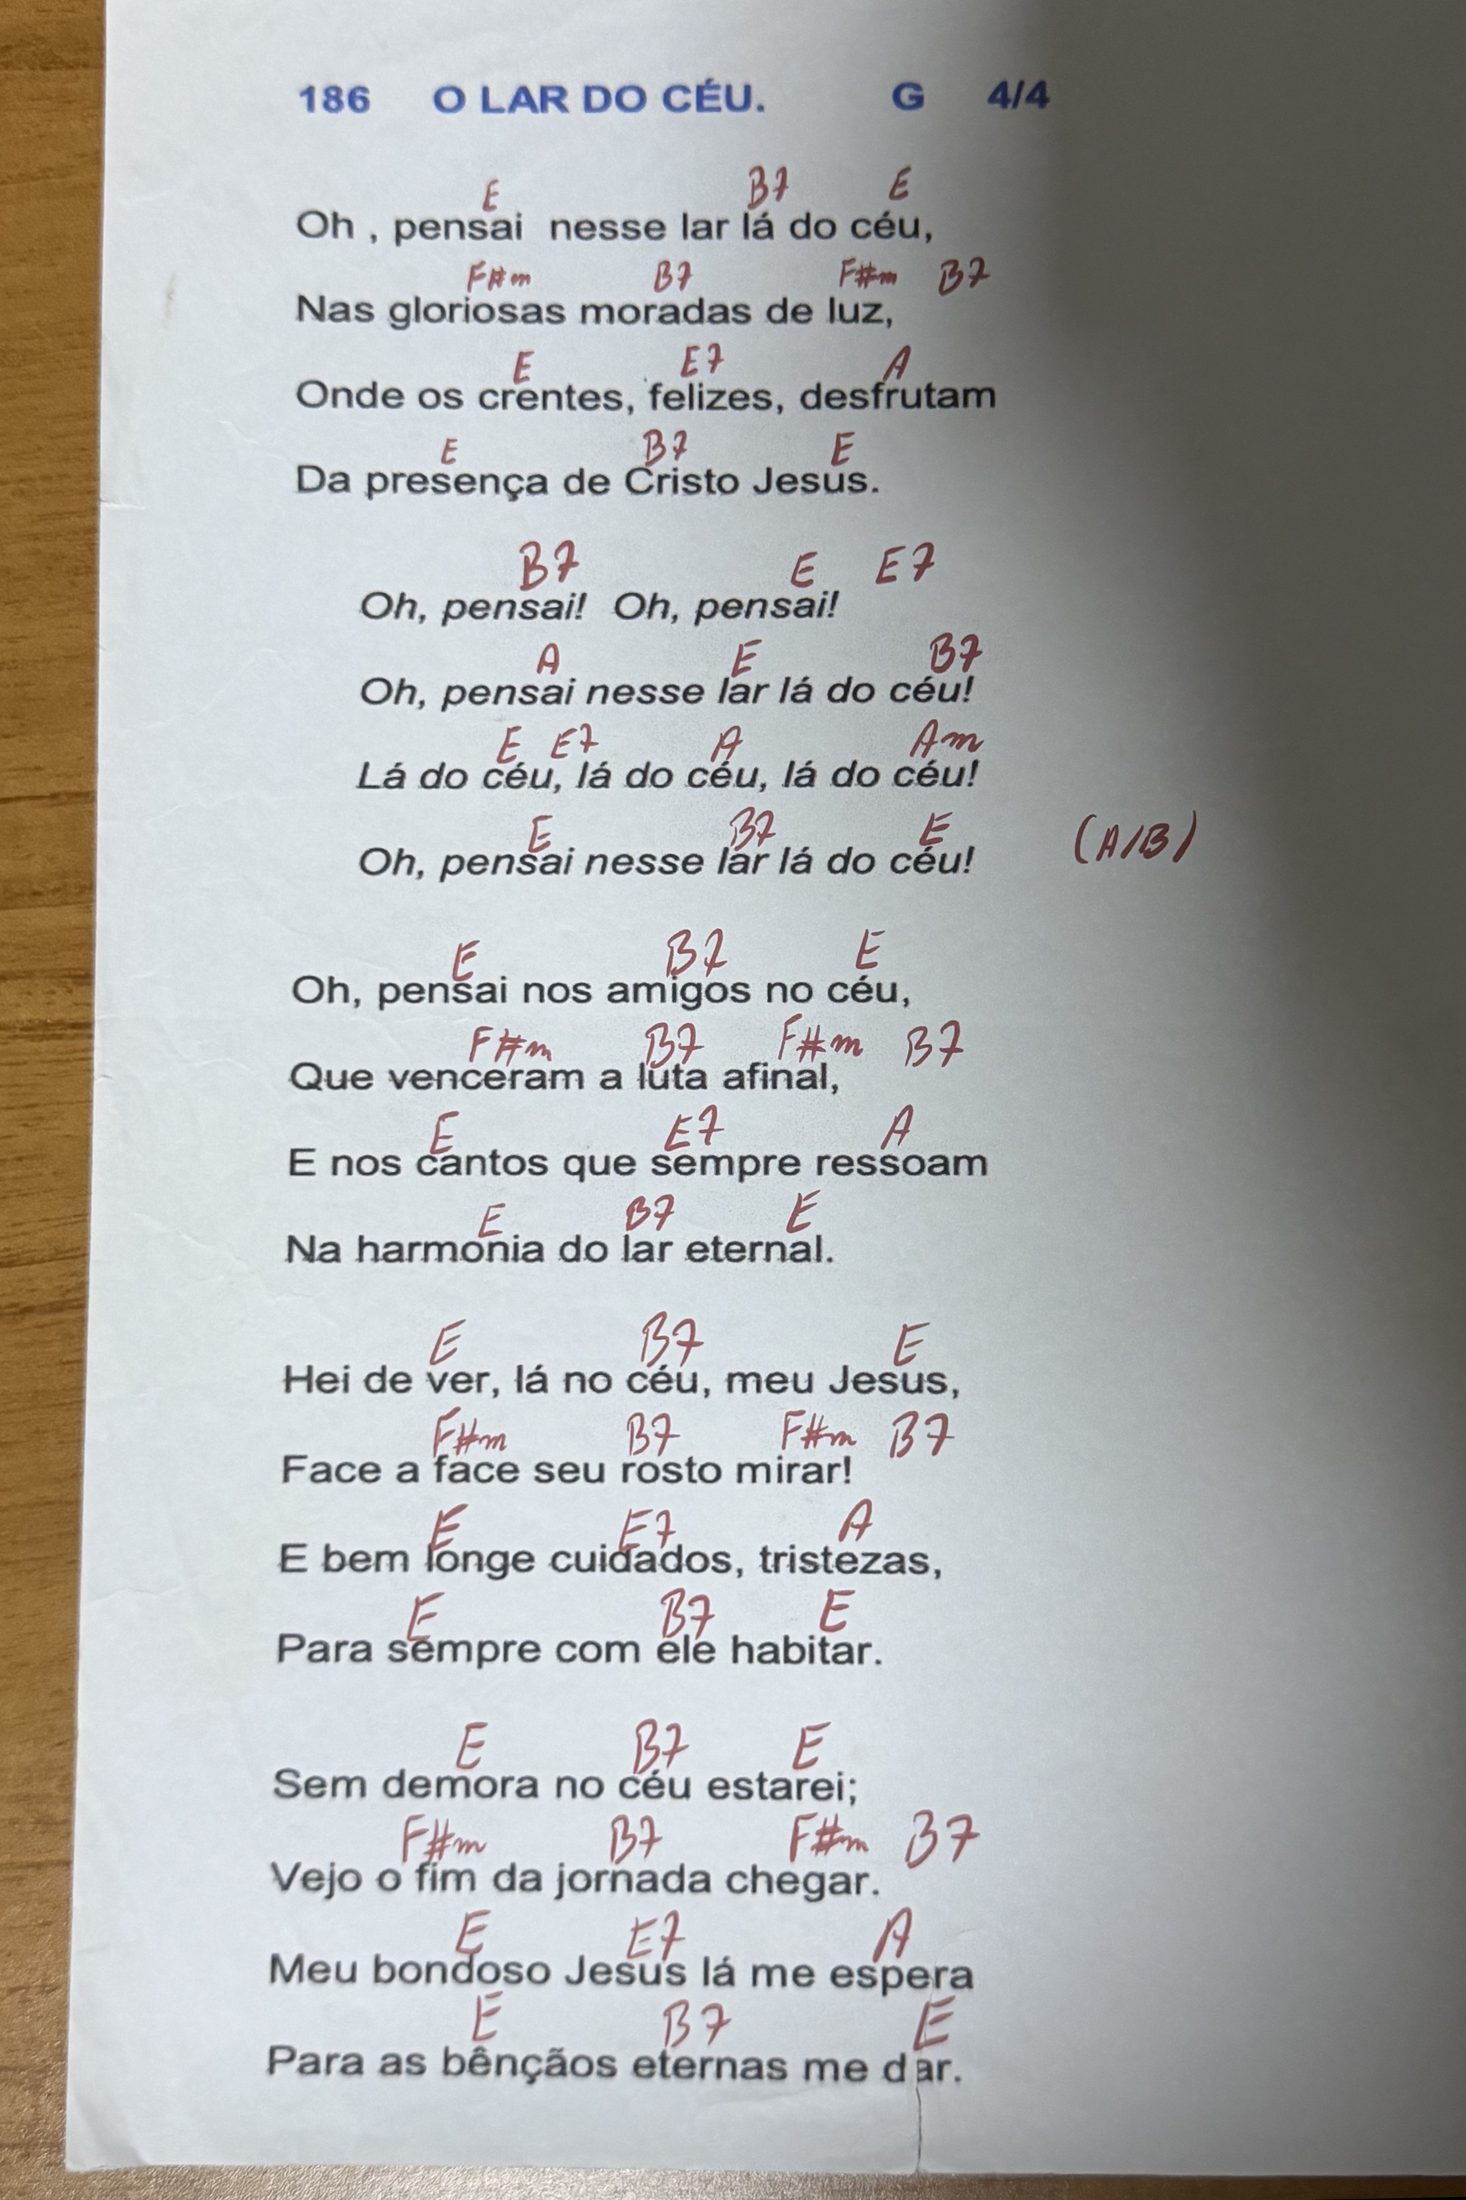 186 O LAR DO CÉU. G 4/4
E B7 E
Oh , pensai nesse lar lá do céu,
F#m B7 F#m B7
Nas gloriosas moradas de luz,
E E7 A
Onde os crentes, felizes, desfrutam
E B7 E
Da presença de Cristo Jesus.
B7 E E7
Oh, pensai! Oh, pensai!
A E B7
Oh, pensai nesse lar lá do céu!
E E7 A Am
Lá do céu, lá do céu, lá do céu!
E B7 E (A/B)
Oh, pensai nesse lar lá do céu!
E B7 E
Oh, pensai nos amigos no céu,
F#m B7 F#m B7
Que venceram a luta afinal,
E E7 A
E nos cantos que sempre ressoam
E B7 E
Na harmonia do lar eternal.
E B7 E
Hei de ver, lá no céu, meu Jesus,
F#m B7 F#m B7
Face a face seu rosto mirar!
E E7 A
E bem longe cuidados, tristezas,
E B7 E
Para sempre com ele habitar.
E B7 E
Sem demora no céu estarei;
F#m B7 F#m B7
Vejo o fim da jornada chegar.
E E7 A
Meu bondoso Jesus lá me espera
E B7 E
Para as bênçãos eternas me dar.